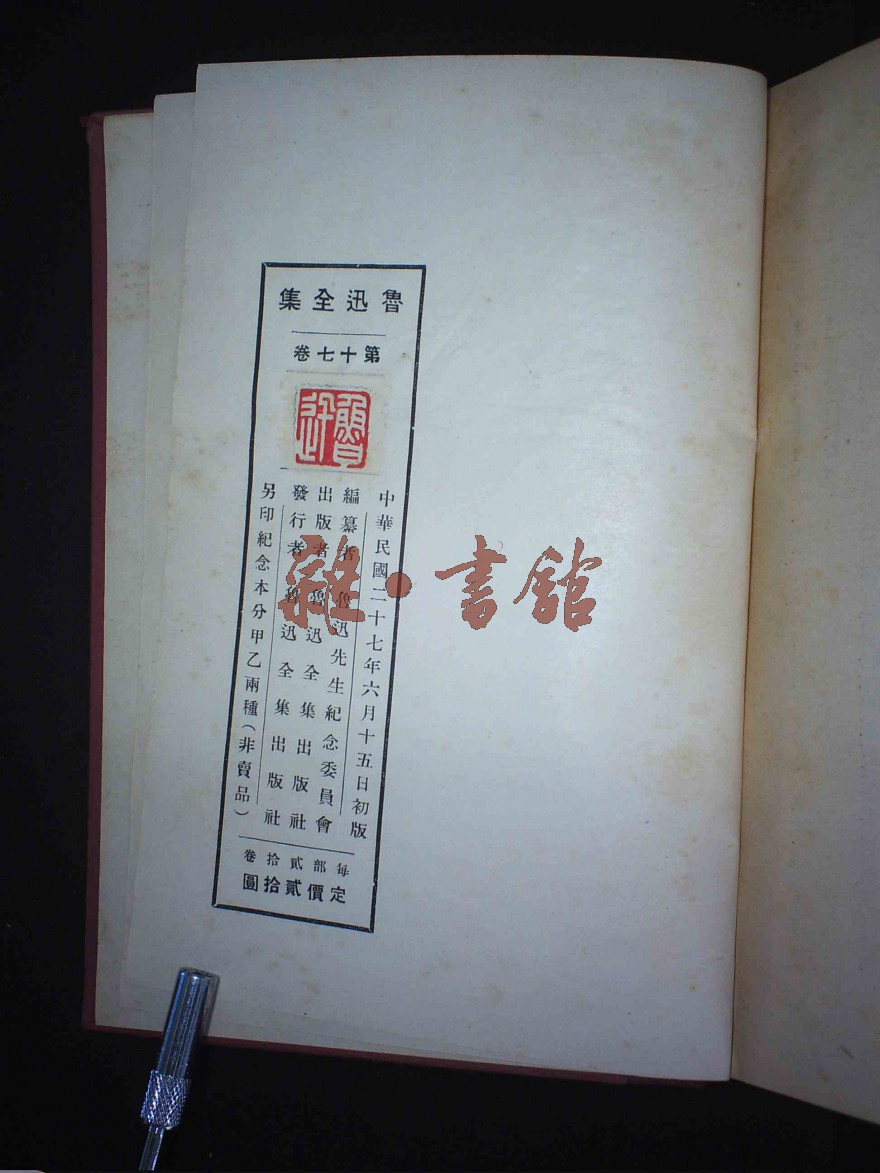 魯迅全集
第十七卷
魯迅
中華民國二十七年六月十五日初版
編纂者 魯迅先生紀念委員會
出版者 魯迅全集出版社
發行者 魯迅全集出版社
另印紀念本分甲乙兩種(非賣品)
每部貳拾卷
定價貳拾圓
雜·書館